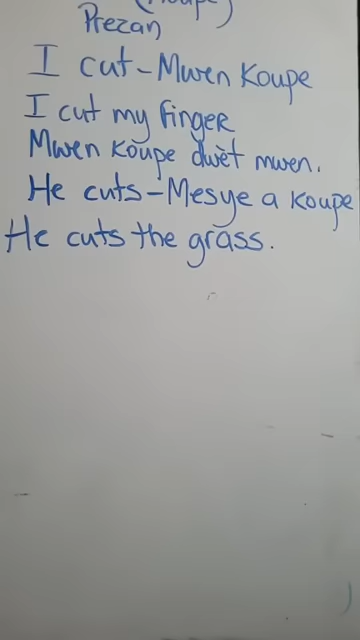 (Koupe)
Prezan
I cut - Mwen Koupe
I cut my finger
Mwen koupe dwèt mwen.
He cuts - Mesye a koupe
He cuts the grass.